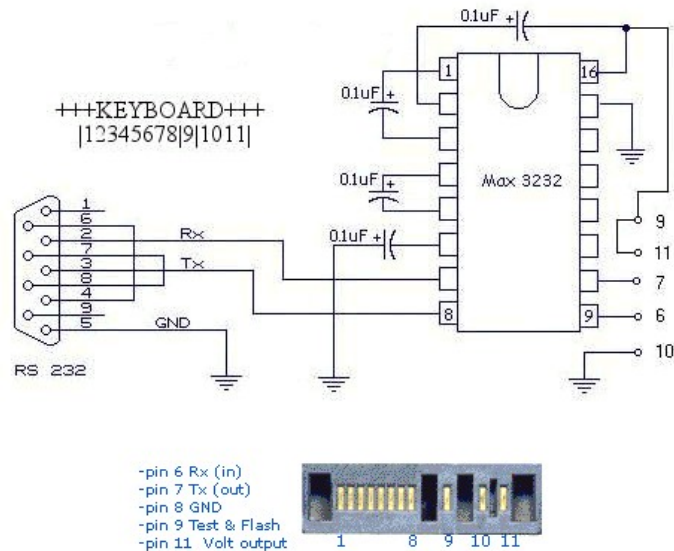 0.1uF +
+++KEYBOARD+++
|12345678|9|1011|
1
16
0.1uF +
Max 3232
0.1uF +
0.1uF +
1
6
2
7
3
8
4
9
5
Rx
Tx
GND
RS 232
8
9
9
11
7
6
10
-pin 6 Rx (in)
-pin 7 Tx (out)
-pin 8 GND
-pin 9 Test & Flash
-pin 11 Volt output
1 8 9 10 11